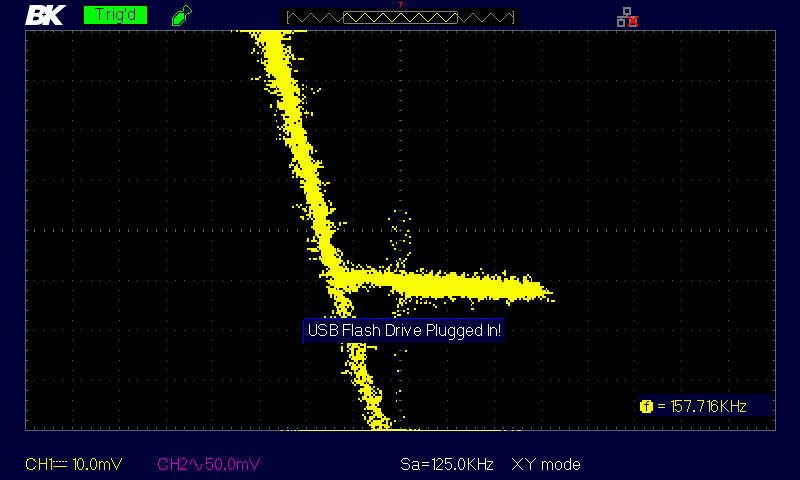 BK Trig'd T
USB Flash Drive Plugged In!
f = 157.716KHz
CH1 10.0mV CH2 50.0mV Sa=125.0KHz XY mode